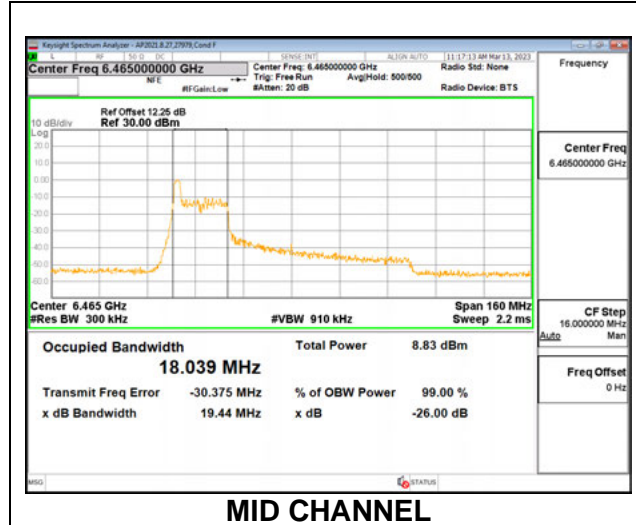 Keysight Spectrum Analyzer - AP2021.8.27,27979,Cond F
L RF 50 Ω DC SENSE:INT ALIGN AUTO 11:17:13 AM Mar 13, 2023
Center Freq 6.465000000 GHz Center Freq: 6.465000000 GHz Radio Std: None Frequency
NFE Trig: Free Run Avg|Hold: 500/500
#IFGain:Low #Atten: 20 dB Radio Device: BTS
Ref Offset 12.25 dB
10 dB/div Ref 30.00 dBm
Log
20.0
10.0
0.00
-10.0
-20.0
-30.0
-40.0
-50.0
-60.0
Center Freq
6.465000000 GHz
Center 6.465 GHz Span 160 MHz
#Res BW 300 kHz #VBW 910 kHz Sweep 2.2 ms
CF Step
16.000000 MHz
Auto Man
Occupied Bandwidth Total Power 8.83 dBm
18.039 MHz
Freq Offset
0 Hz
Transmit Freq Error -30.375 MHz % of OBW Power 99.00 %
x dB Bandwidth 19.44 MHz x dB -26.00 dB
MSG STATUS
MID CHANNEL